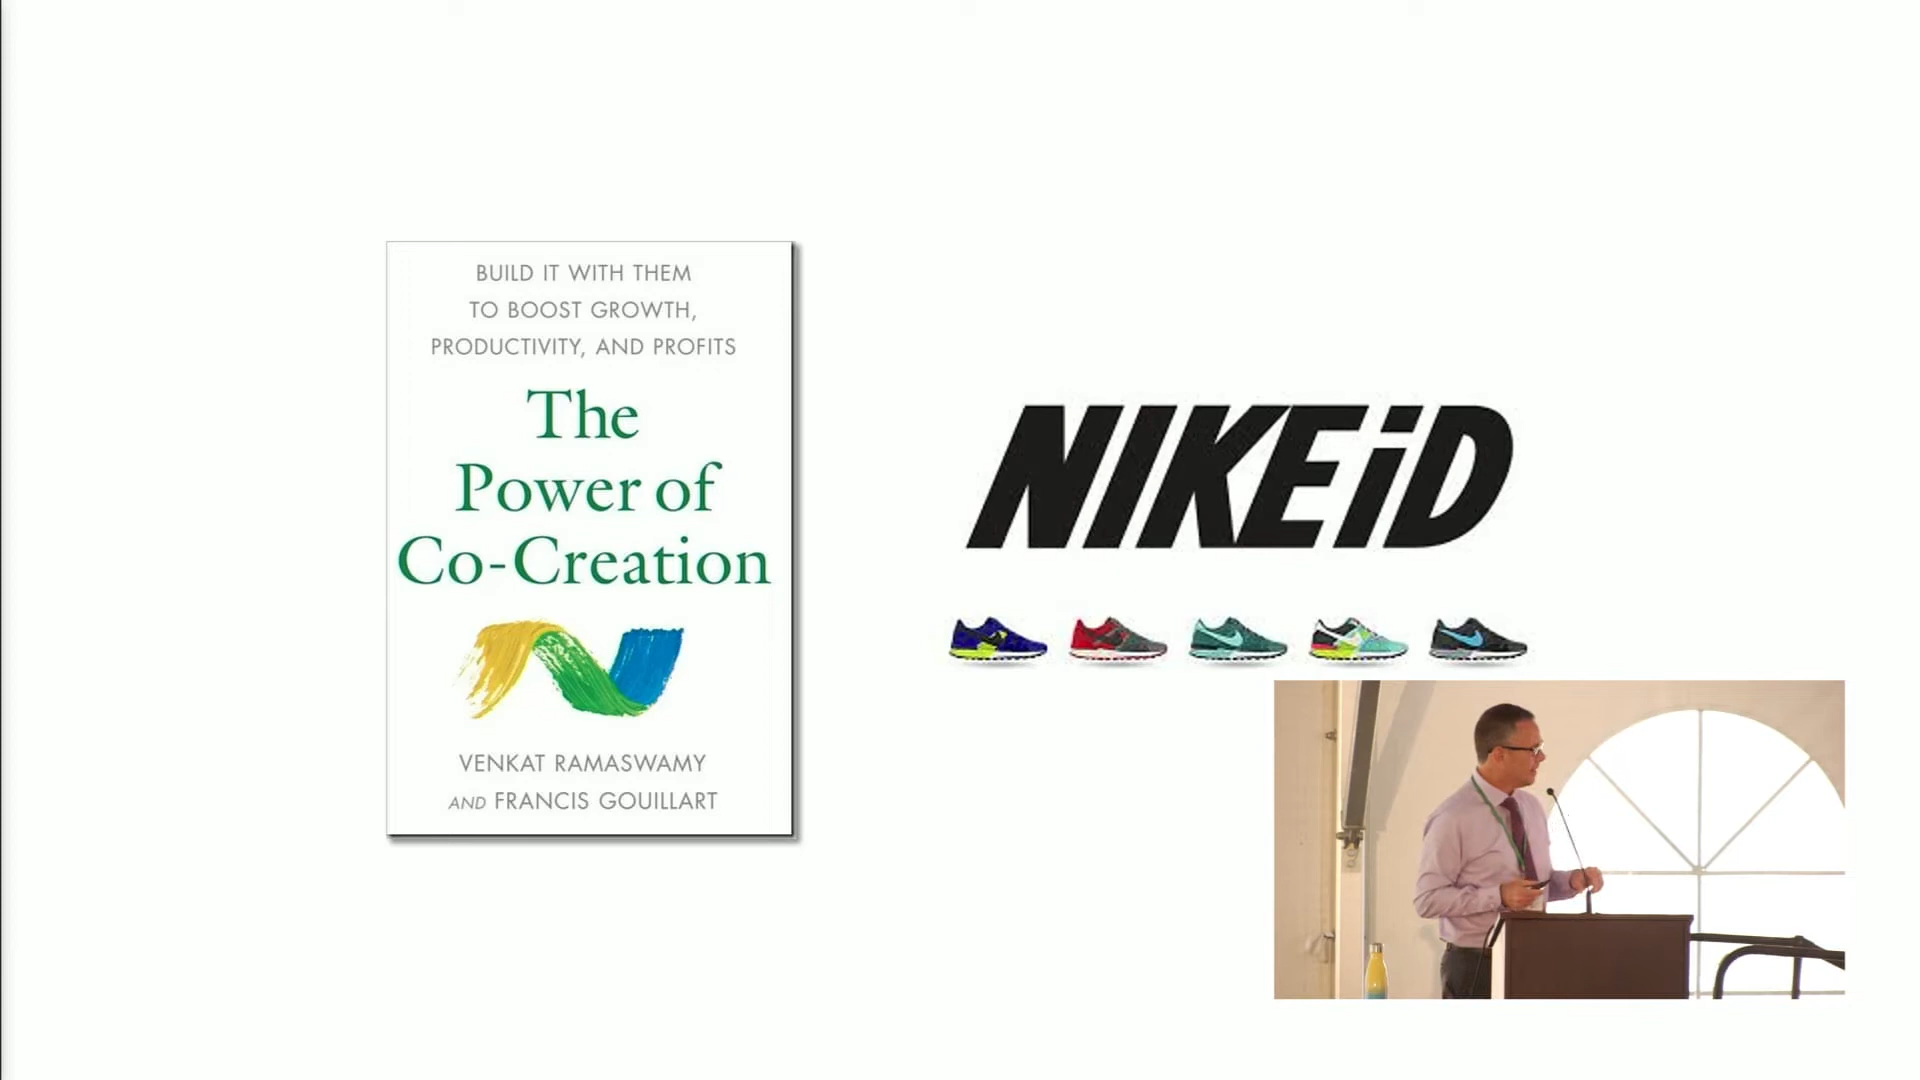 BUILD IT WITH THEM
TO BOOST GROWTH,
PRODUCTIVITY, AND PROFITS
The
Power of
Co-Creation
VENKAT RAMASWAMY
AND FRANCIS GOUILLART
NIKEiD